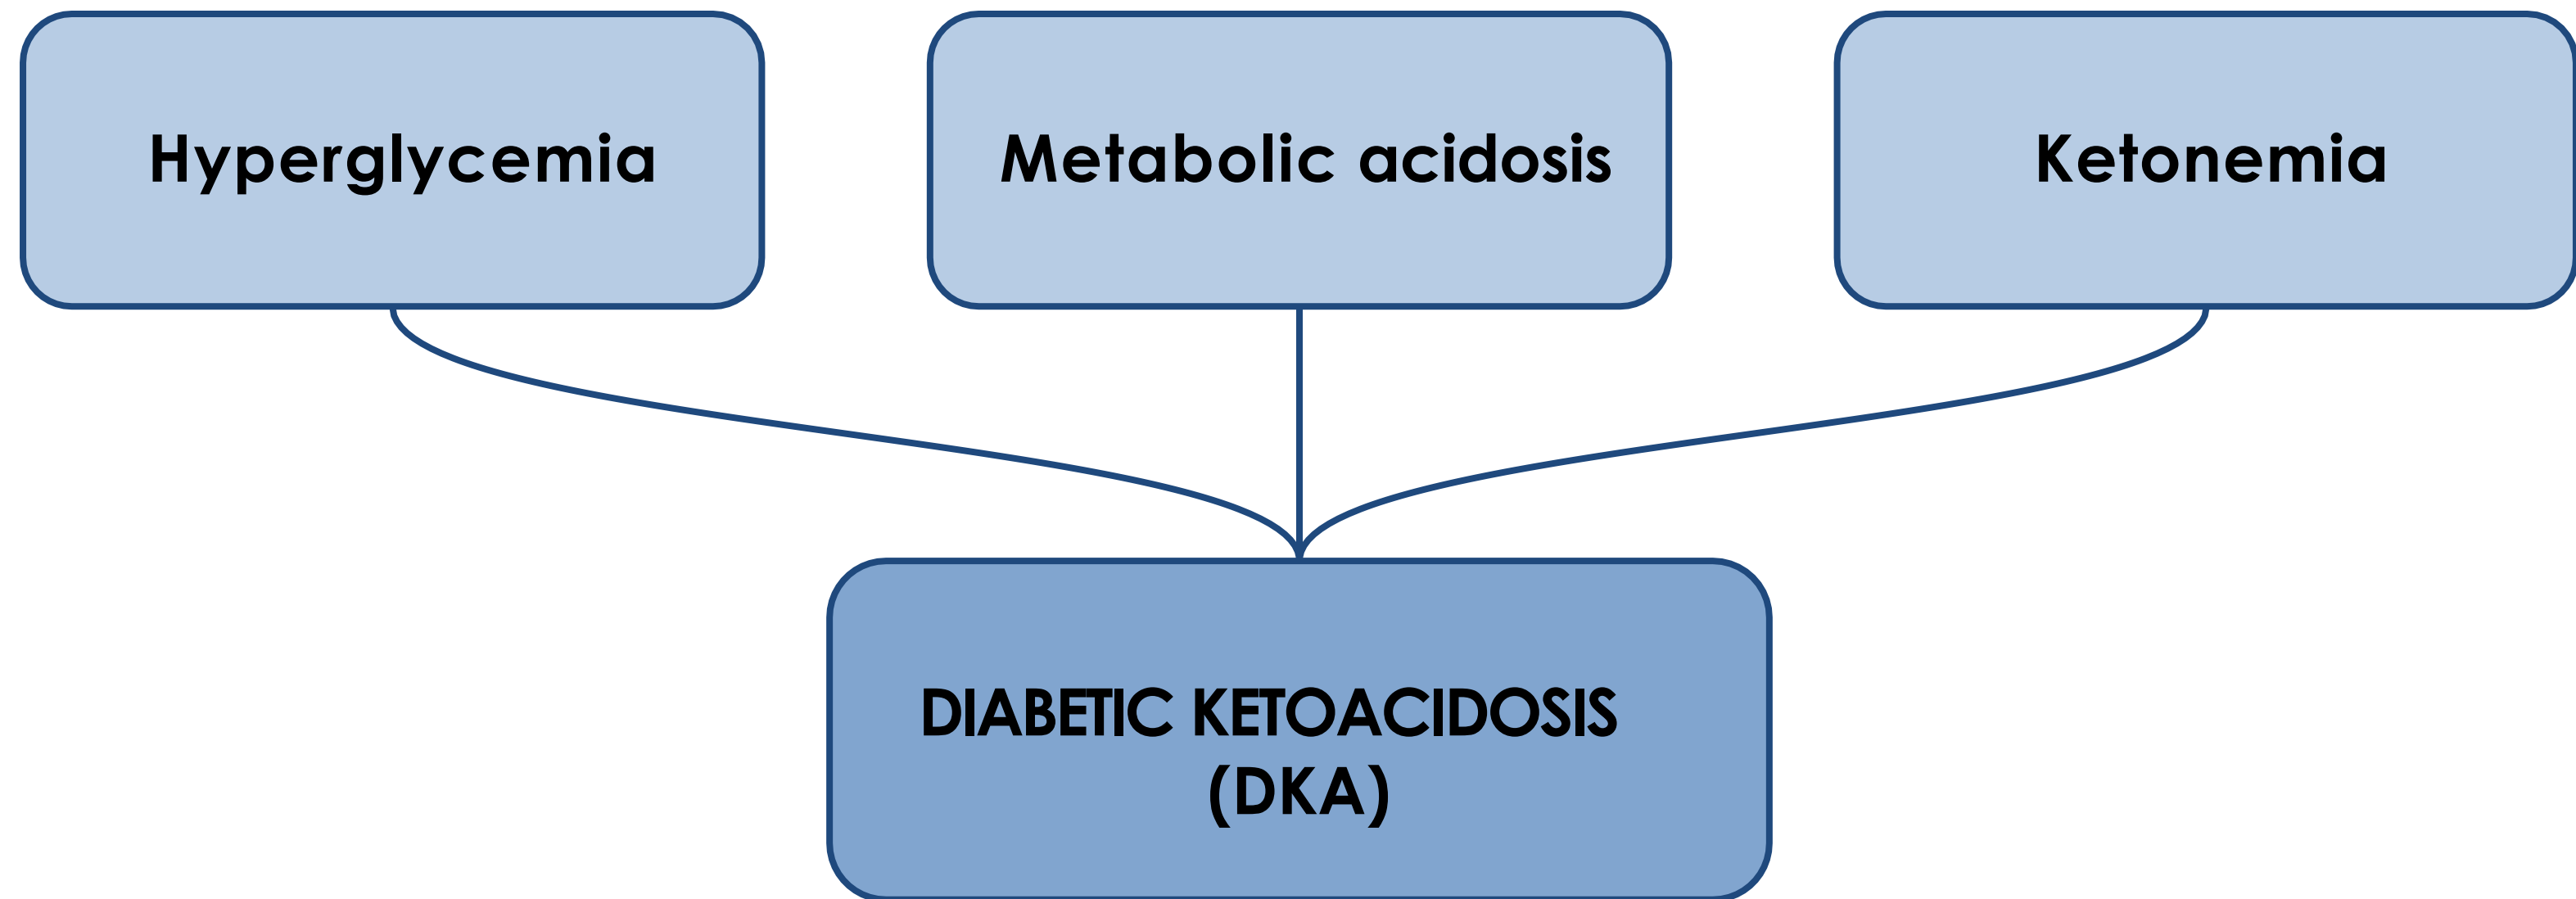 Hyperglycemia
Metabolic acidosis
Ketonemia
DIABETIC KETOACIDOSIS
(DKA)